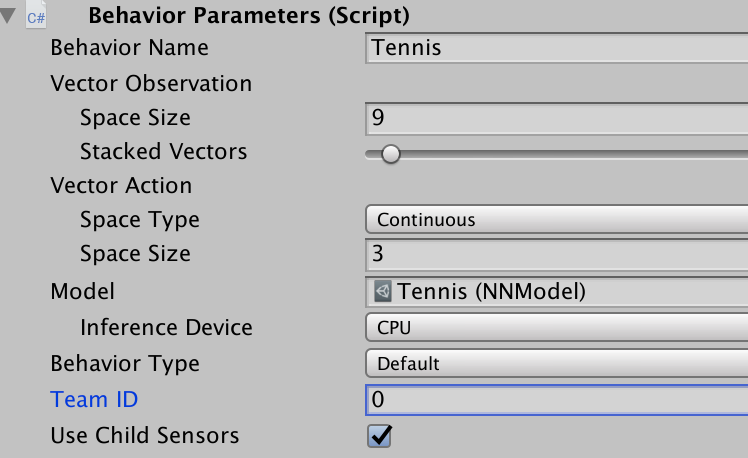 C# Behavior Parameters (Script)
Behavior Name Tennis
Vector Observation
Space Size 9
Stacked Vectors
Vector Action
Space Type Continuous
Space Size 3
Model Tennis (NNModel)
Inference Device CPU
Behavior Type Default
Team ID 0
Use Child Sensors